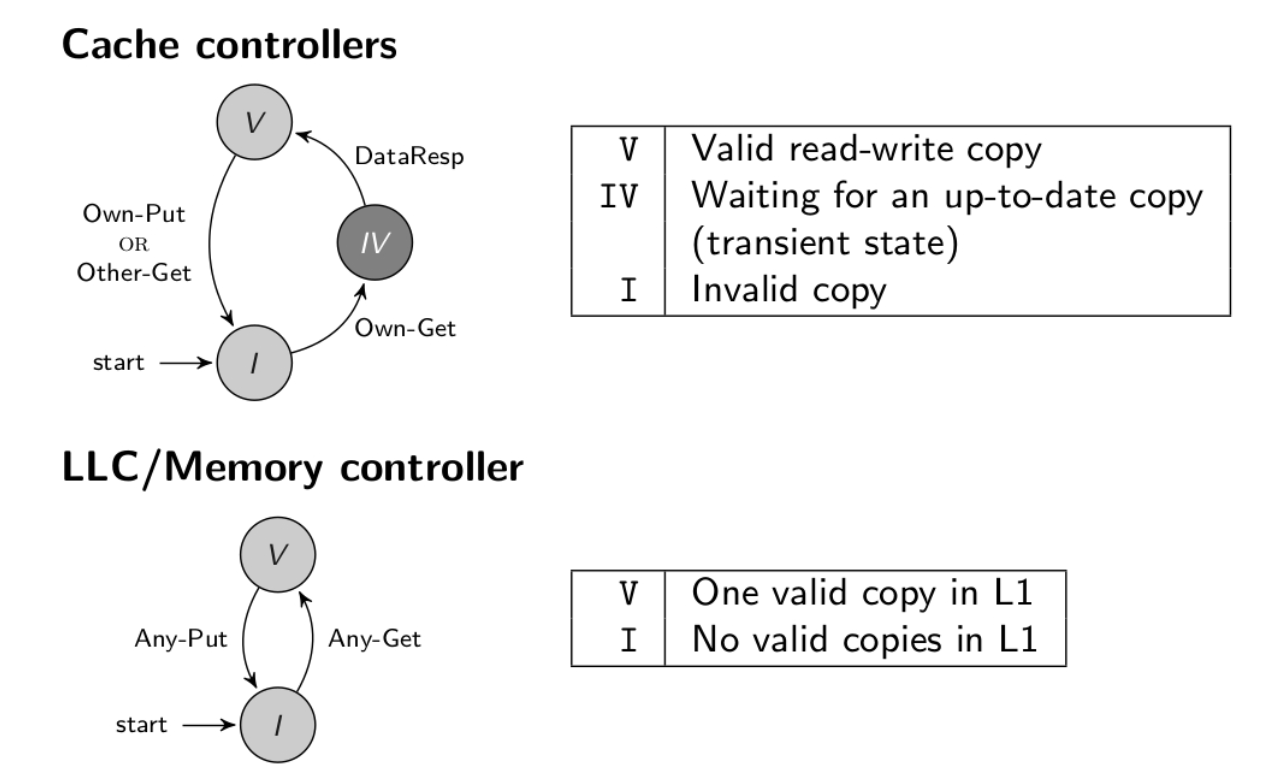 Cache controllers
V
DataResp
Own-Put
OR
Other-Get
IV
Own-Get
start
I
V Valid read-write copy
IV Waiting for an up-to-date copy
(transient state)
I Invalid copy
LLC/Memory controller
V
Any-Put
Any-Get
start
I
V One valid copy in L1
I No valid copies in L1